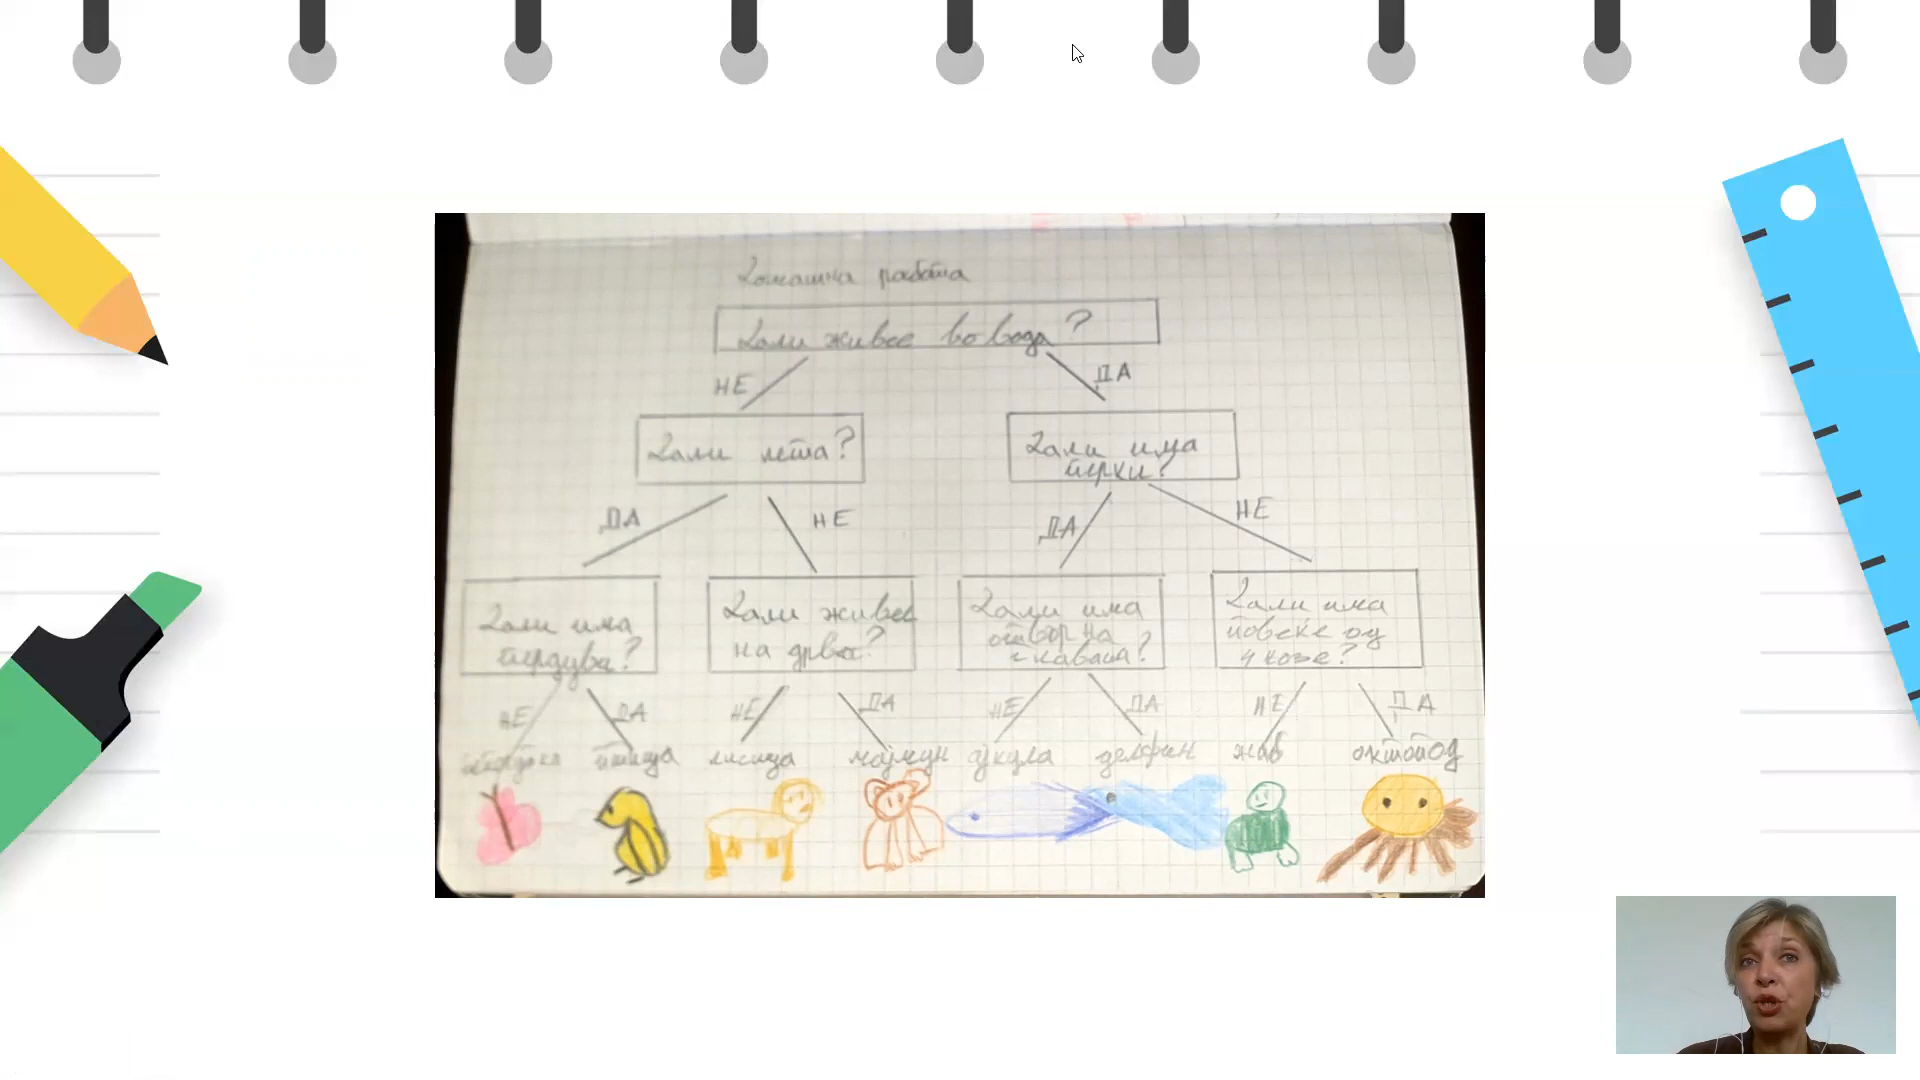 Домашна работа
Дали живее во вода?
НЕ
ДА
Дали лета?
Дали има
перки?
ДА
НЕ
ДА
НЕ
Дали има
пердуви?
Дали живее
на дрво?
Дали има
отвор на
главата?
Дали има
повеќе од
4 нозе?
НЕ
ДА
НЕ
ДА
НЕ
ДА
НЕ
ДА
птица
лисица
мајмун
ајкула
делфин
жаба
октопод